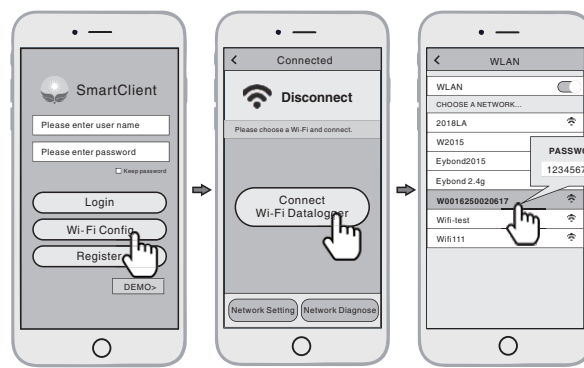 SmartClient
Please enter user name
Please enter password
Keep password
Login
Wi-Fi Config
Register
DEMO>
Connected
Disconnect
Please choose a Wi-Fi and connect.
Connect
Wi-Fi Datalogger
Network Setting
Network Diagnose
WLAN
WLAN
CHOOSE A NETWORK...
2018LA
W2015
Eybond2015
Eybond 2.4g
W0016250020617
Wifi-test
Wifi111
PASSWO
1234567